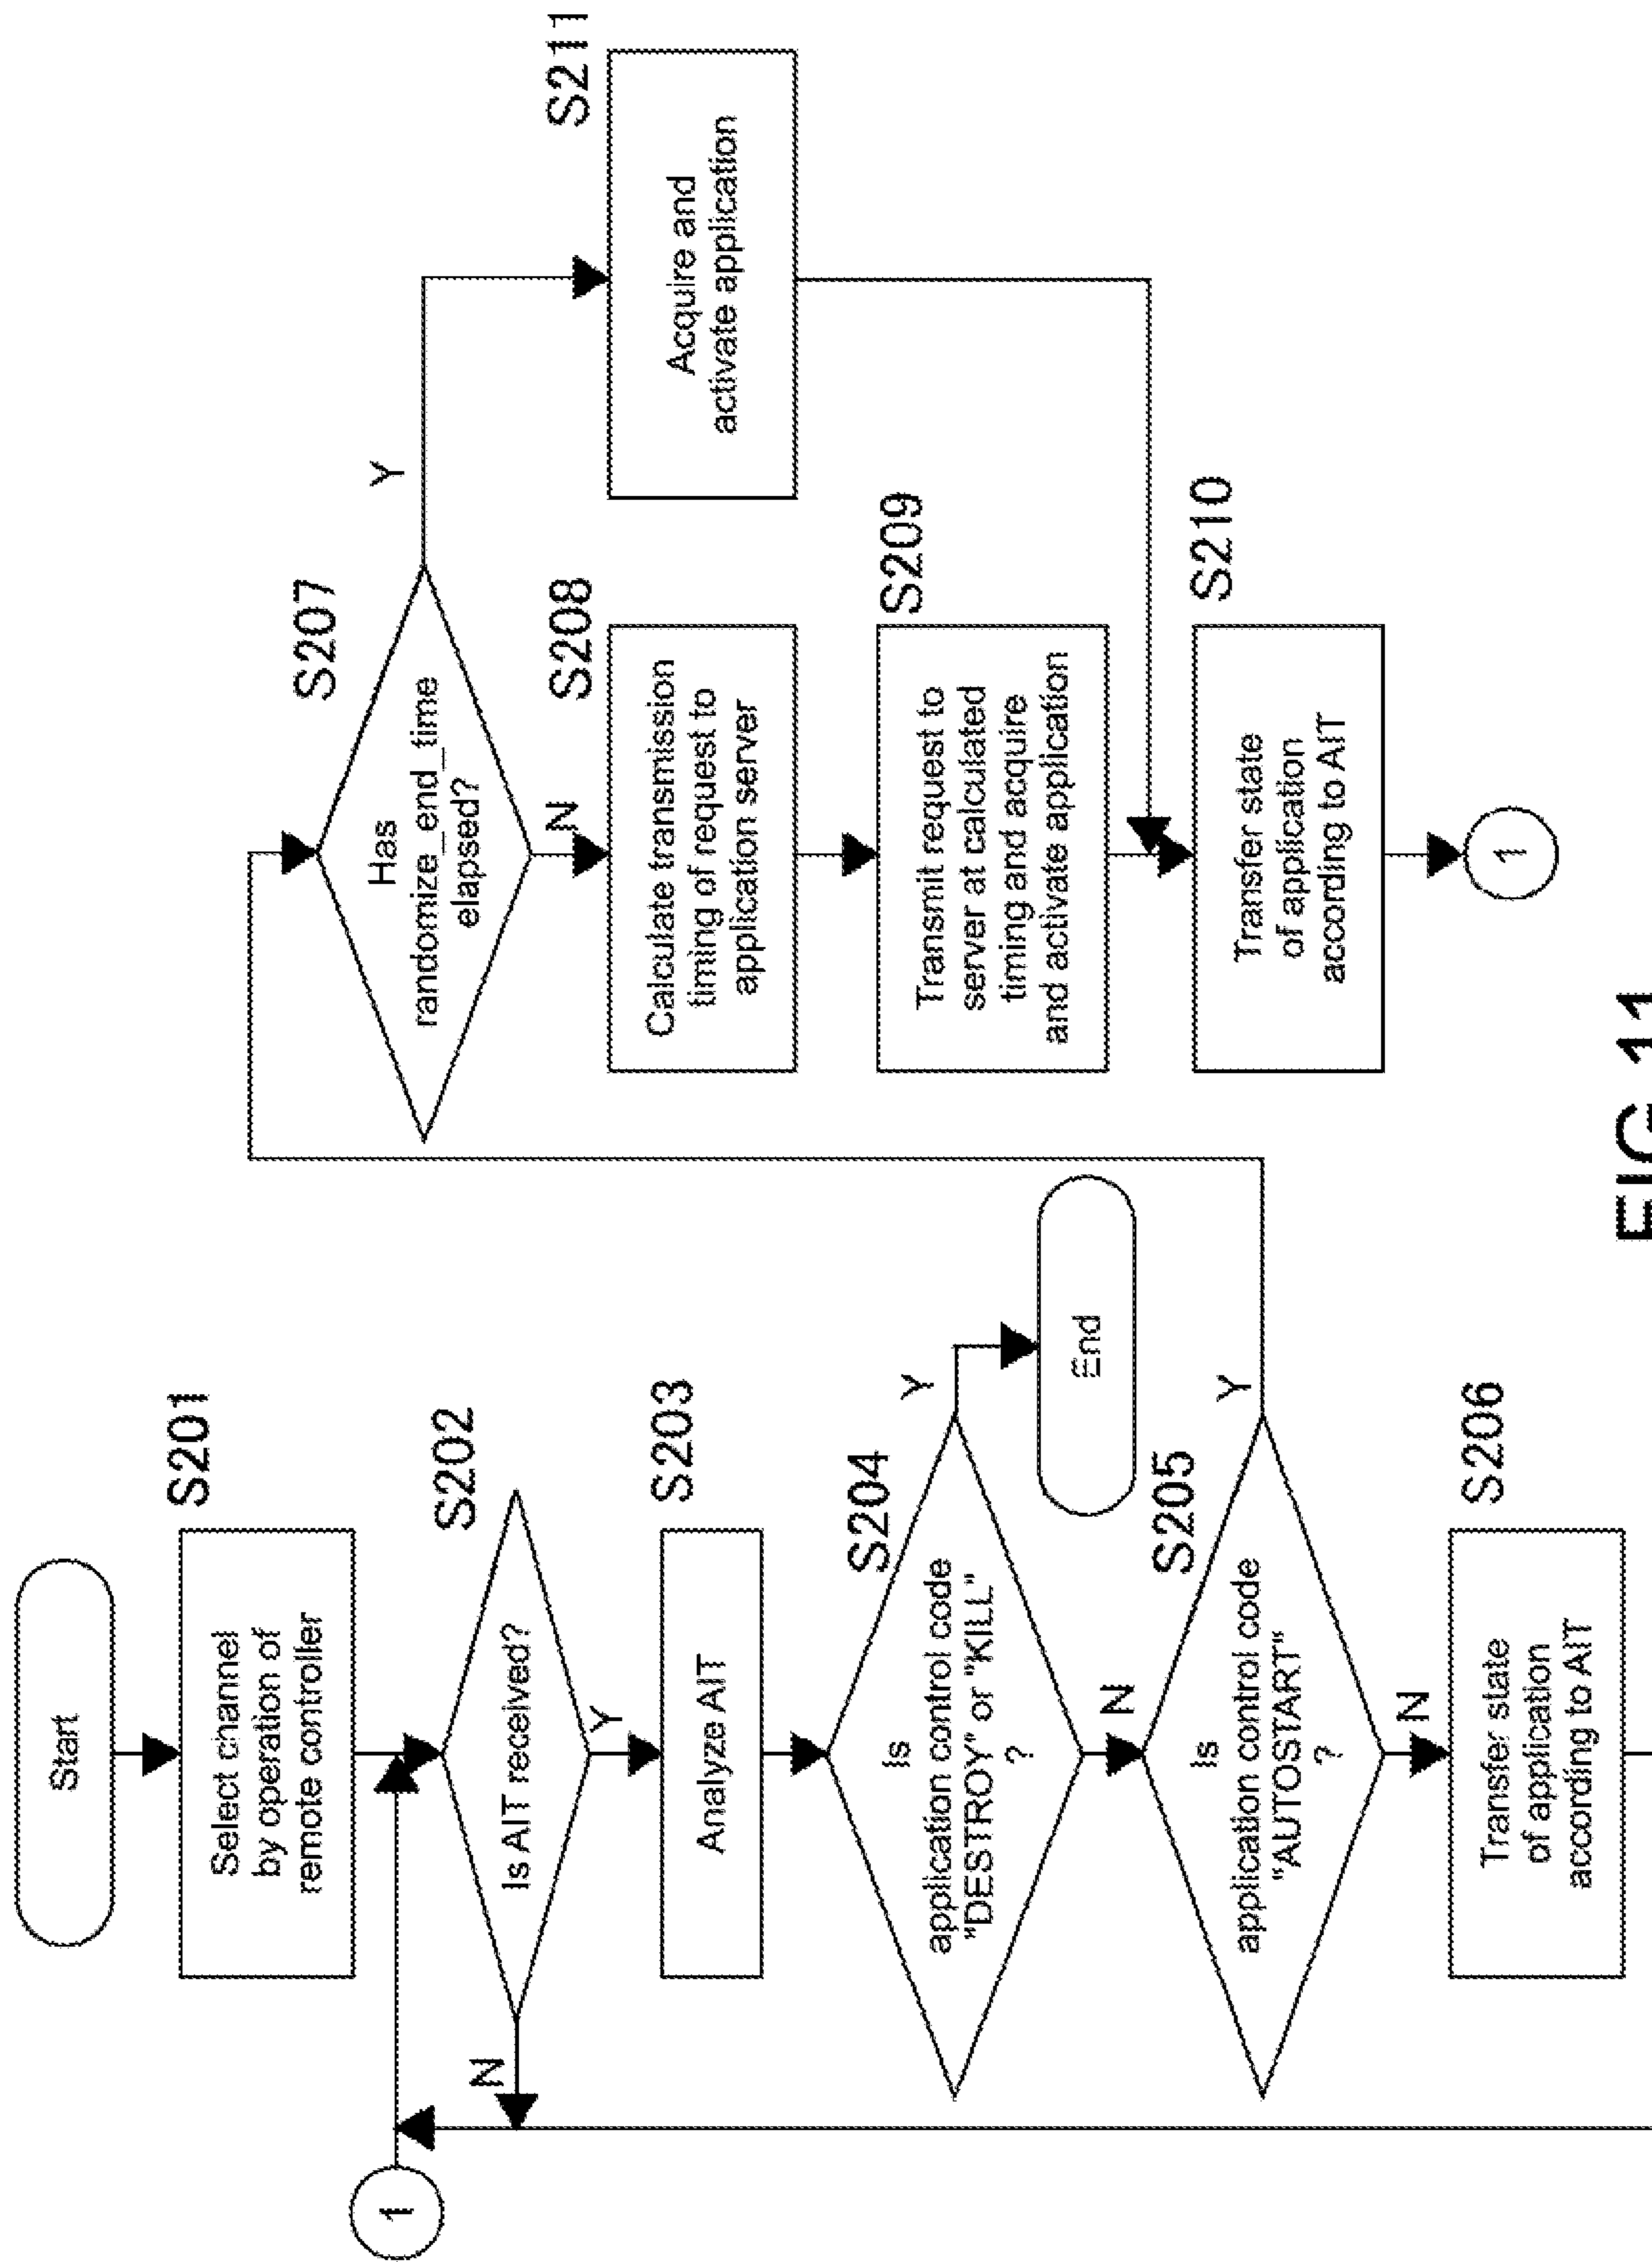 Start
S201
Select channel
by operation of
remote controller
1
S202
Is AIT received?
N
Y
S203
Analyze AIT
S204
Is
application control code
"DESTROY" or "KILL"
?
Y
End
N
S205
Is
application control code
"AUTOSTART"
?
Y
N
S206
Transfer state
of application
according to AIT
S207
Has
randomize_end_time
elapsed?
Y
N
S208
Calculate transmission
timing of request to
application server
S211
Acquire and
activate application
S209
Transmit request to
server at calculated
timing and acquire
and activate application
S210
Transfer state
of application
according to AIT
1
FIG.11